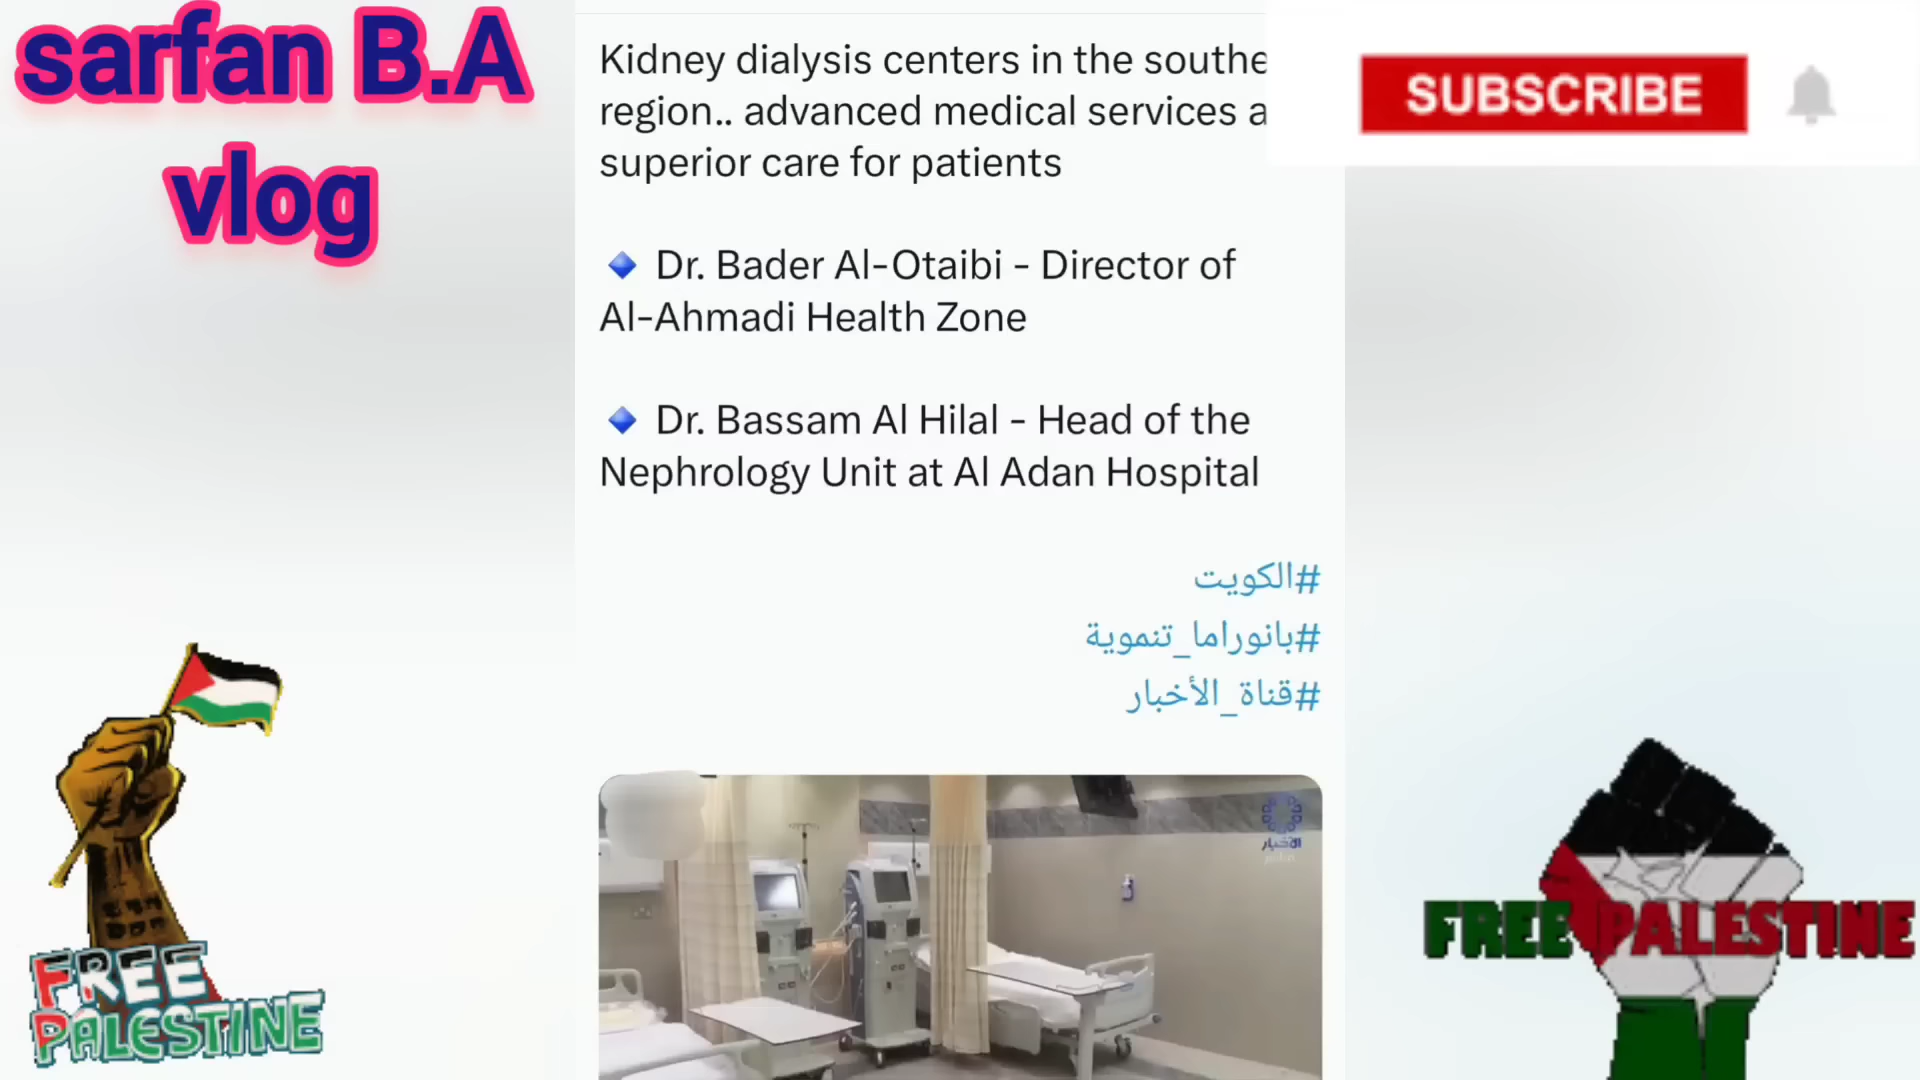 sarfan B.A
vlog
Kidney dialysis centers in the southe
region.. advanced medical services a
superior care for patients
Dr. Bader Al-Otaibi - Director of
Al-Ahmadi Health Zone
Dr. Bassam Al Hilal - Head of the
Nephrology Unit at Al Adan Hospital
#الكويت
#بانوراما_تنموية
#قناة_الأخبار
SUBSCRIBE
الأخبار
FREE
PALESTINE
FREE PALESTINE